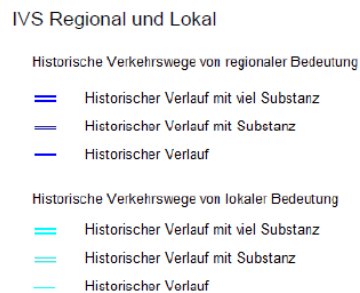 IVS Regional und Lokal
Historische Verkehrswege von regionaler Bedeutung
Historischer Verlauf mit viel Substanz
Historischer Verlauf mit Substanz
Historischer Verlauf
Historische Verkehrswege von lokaler Bedeutung
Historischer Verlauf mit viel Substanz
Historischer Verlauf mit Substanz
Historischer Verlauf